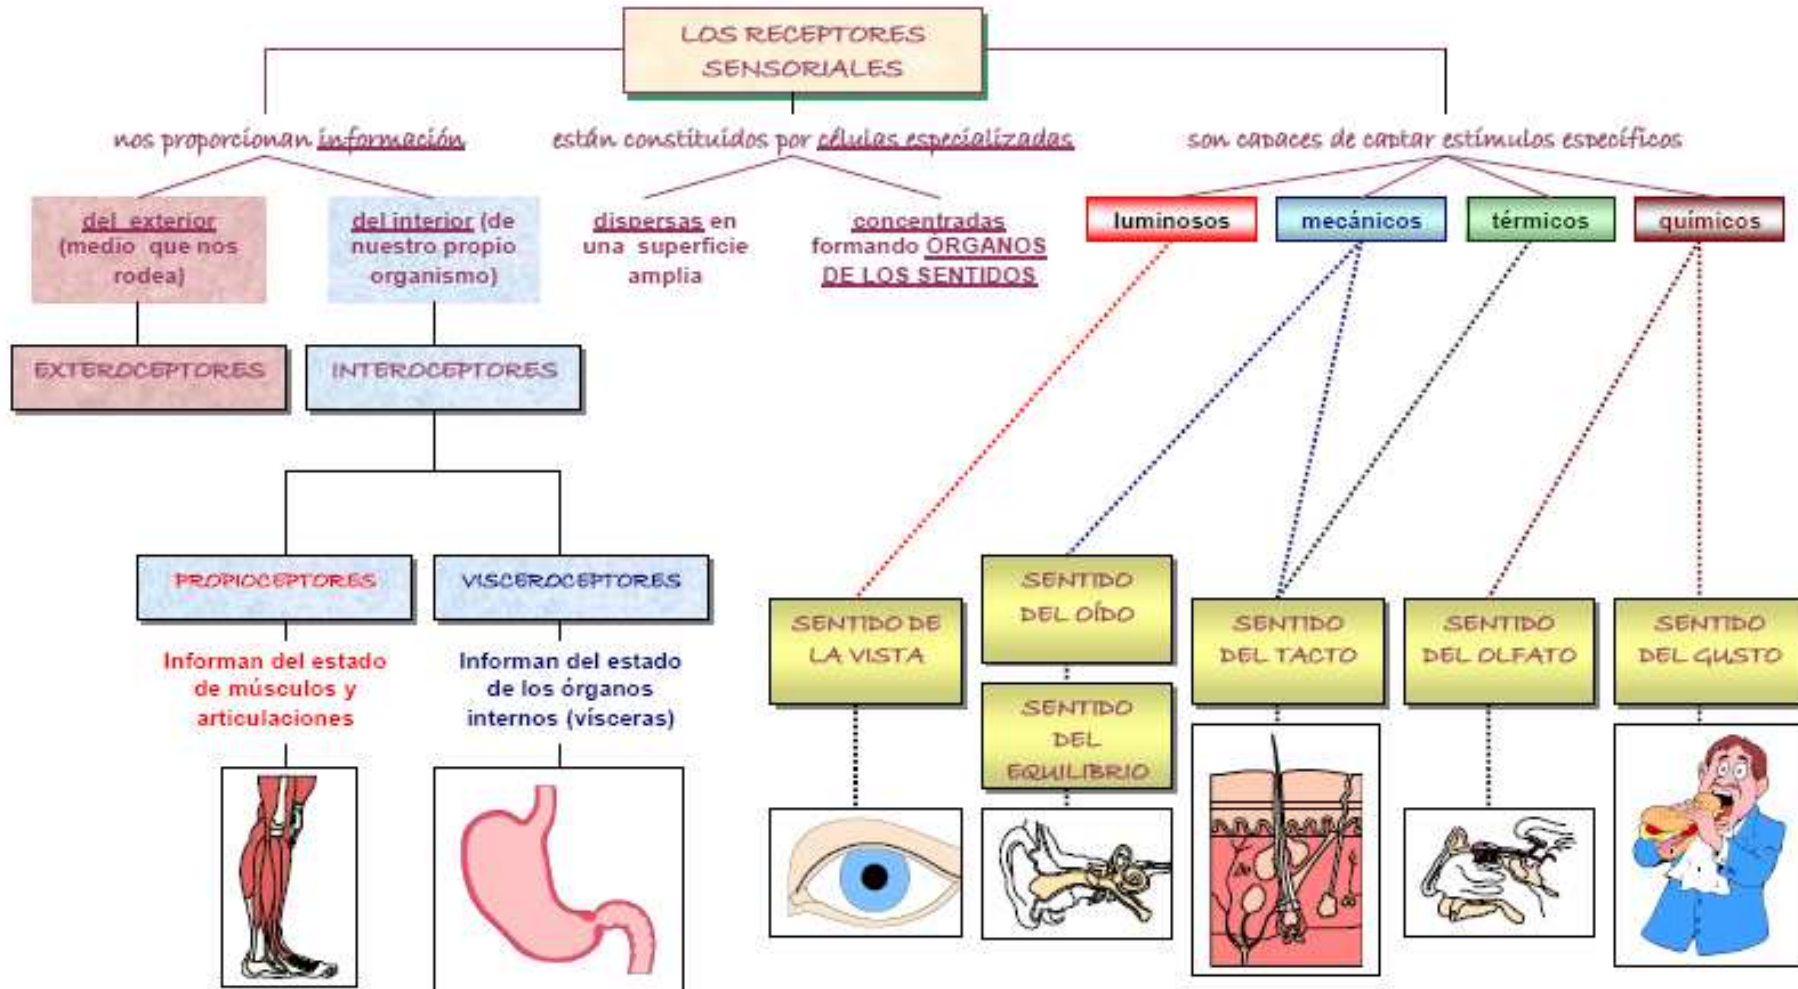 LOS RECEPTORES
SENSORIALES
nos proporcionan información
están constituidos por células especializadas
son capaces de captar estímulos específicos
del exterior
(medio que nos
rodea)
del interior (de
nuestro propio
organismo)
dispersas en
una superficie
amplia
concentradas
formando ÓRGANOS
DE LOS SENTIDOS
luminosos
mecánicos
térmicos
químicos
EXTEROCEPTORES
INTEROCEPTORES
PROPIOCEPTORES
VISCEROCEPTORES
Informan del estado
de músculos y
articulaciones
Informan del estado
de los órganos
internos (vísceras)
SENTIDO DE
LA VISTA
SENTIDO
DEL OÍDO
SENTIDO
DEL
EQUILIBRIO
SENTIDO
DEL TACTO
SENTIDO
DEL OLFATO
SENTIDO
DEL GUSTO